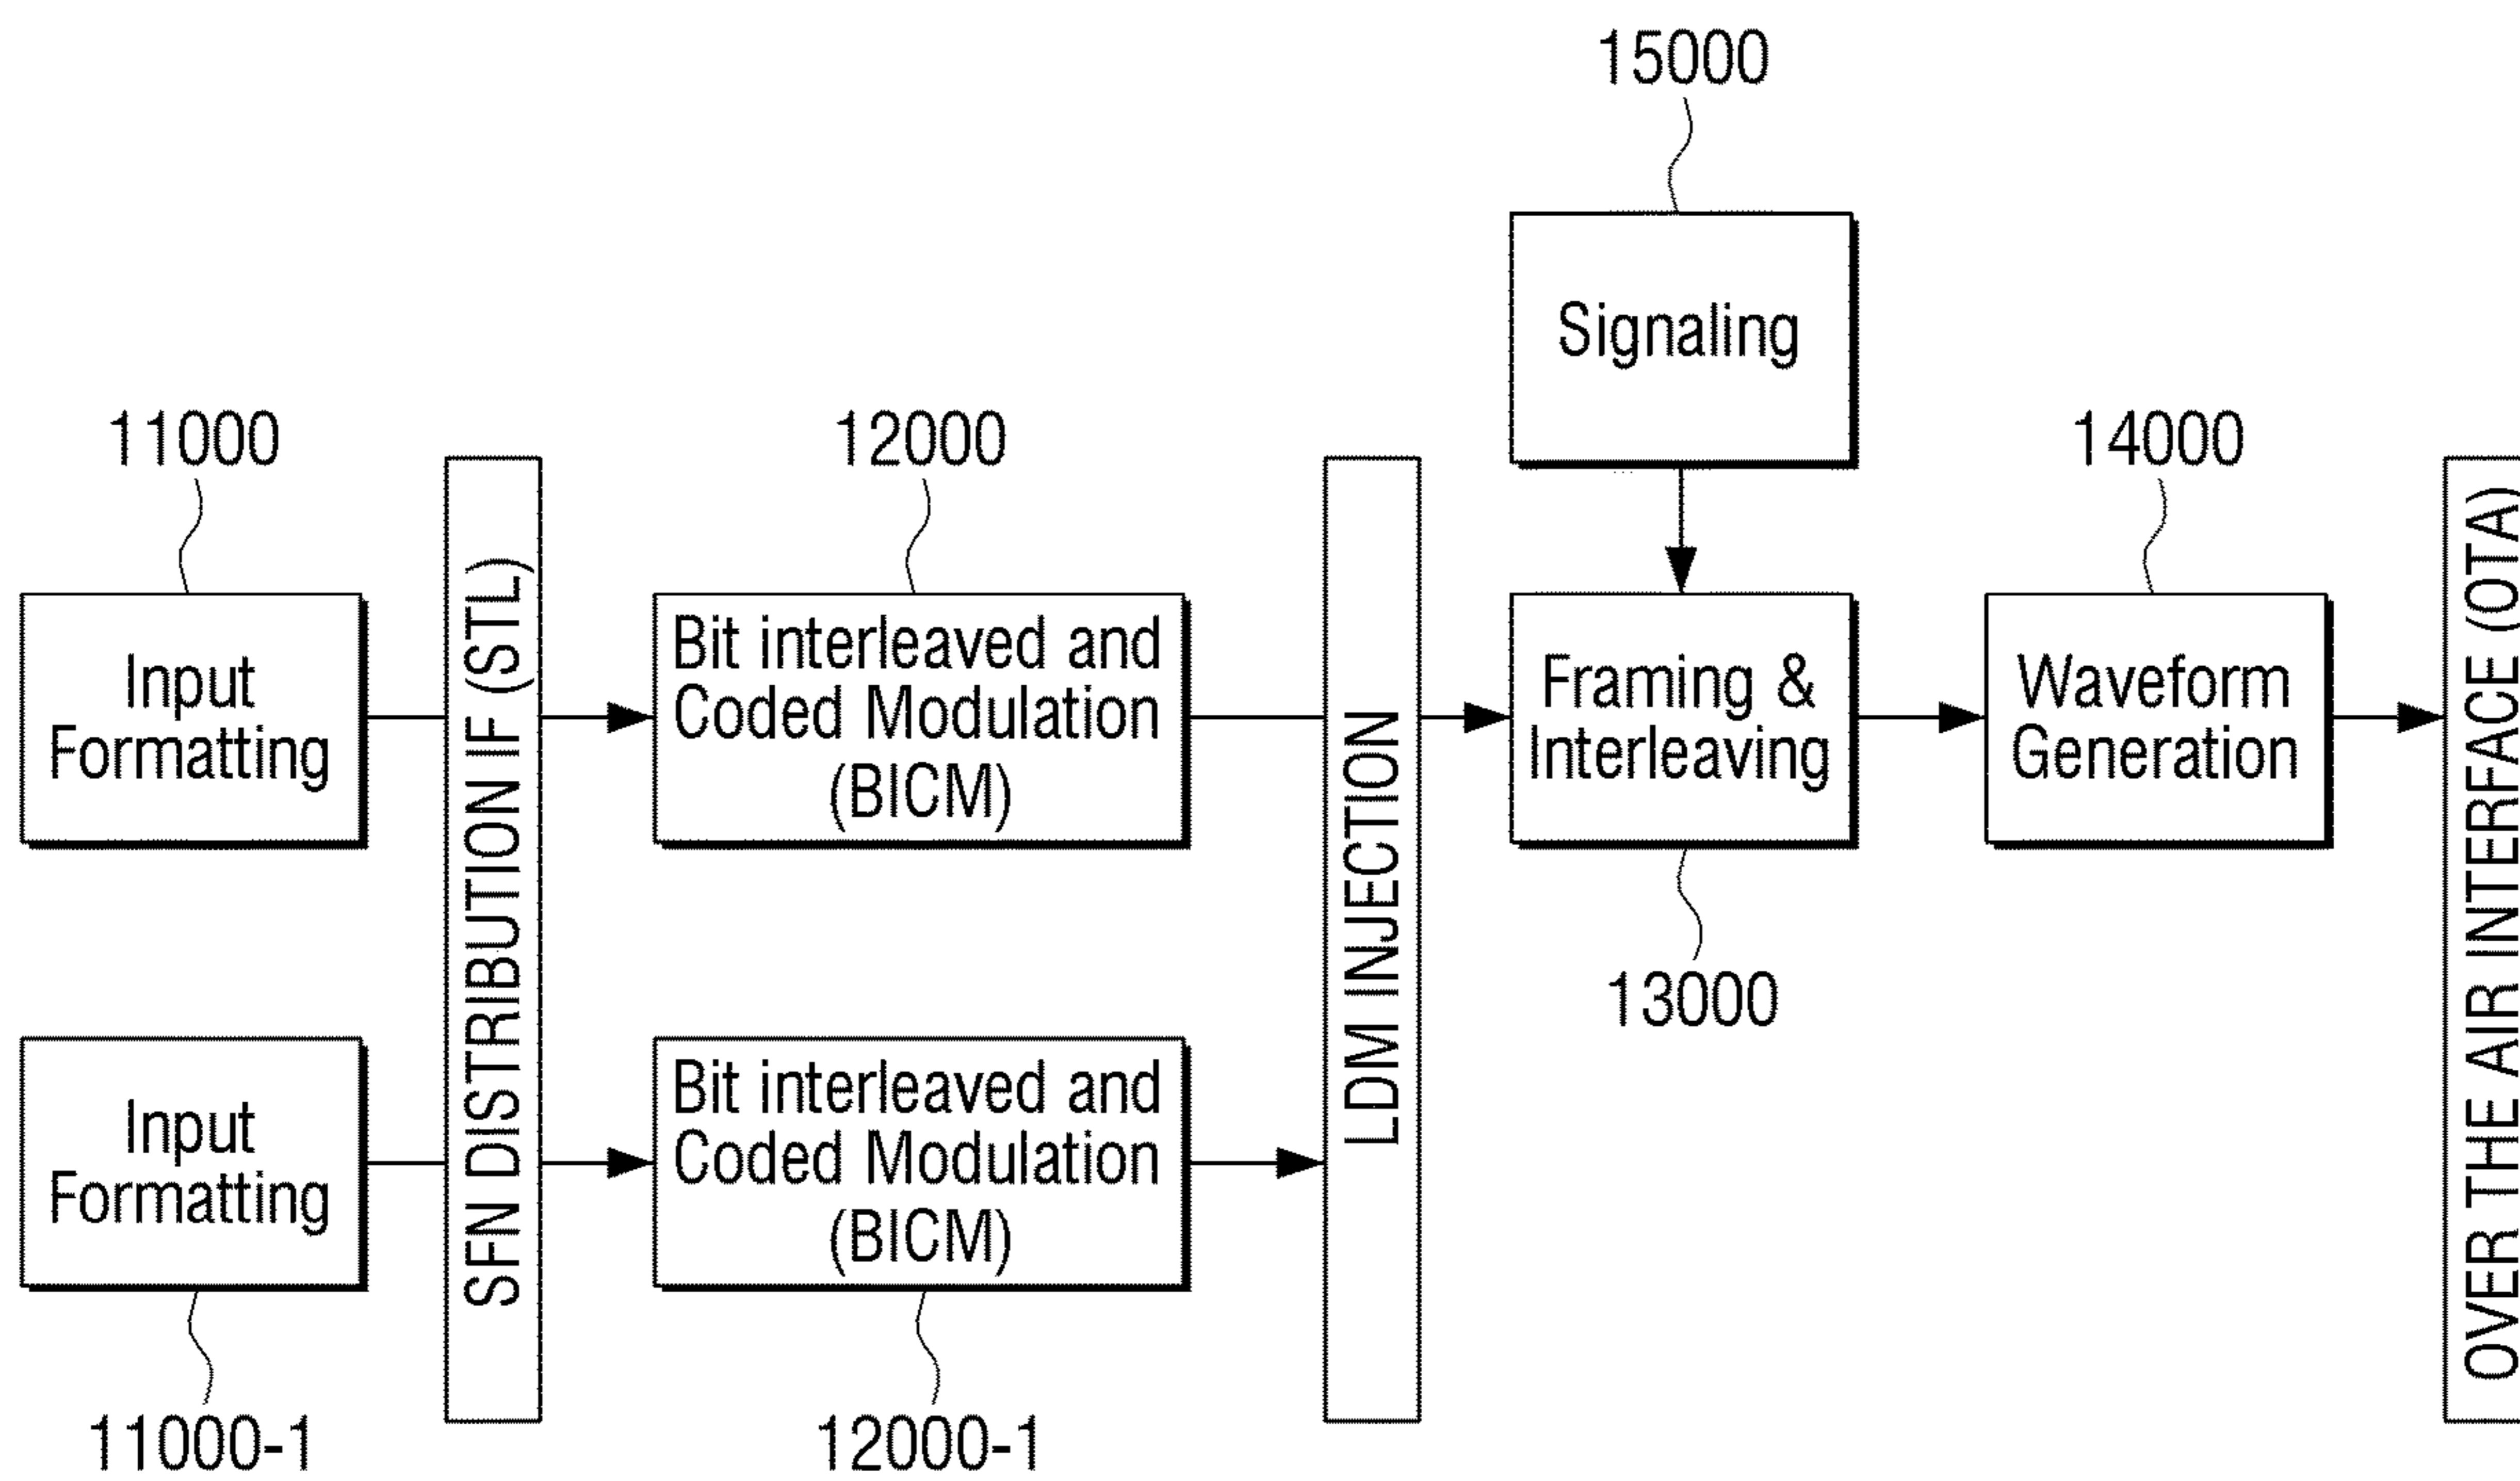 15000
Signaling
11000
12000
14000
Input
Formatting
SFN DISTRIBUTION IF (STL)
Bit interleaved and
Coded Modulation
(BICM)
LDM INJECTION
Framing &
Interleaving
Waveform
Generation
OVER THE AIR INTERFACE (OTA)
13000
Input
Formatting
Bit interleaved and
Coded Modulation
(BICM)
11000-1
12000-1